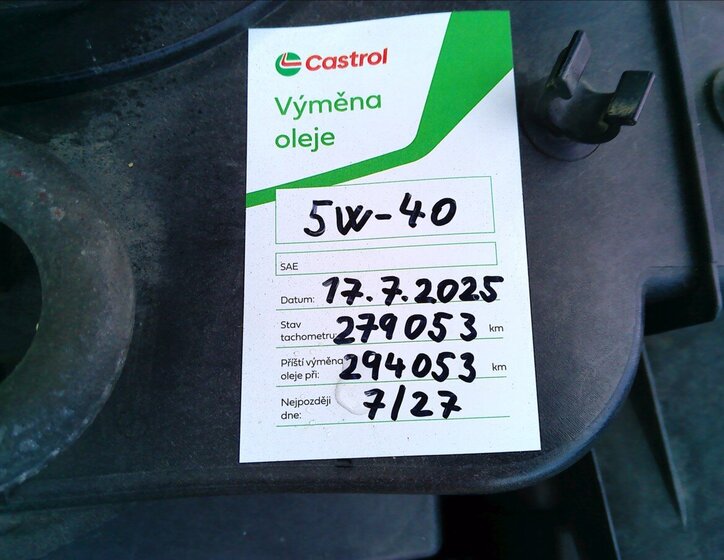 Castrol
Výměna
oleje
5W-40
SAE
Datum: 17.7.2025
Stav
tachometru: 279053 km
Příští výměna
oleje při: 294053 km
Nejpozději
dne: 7/27